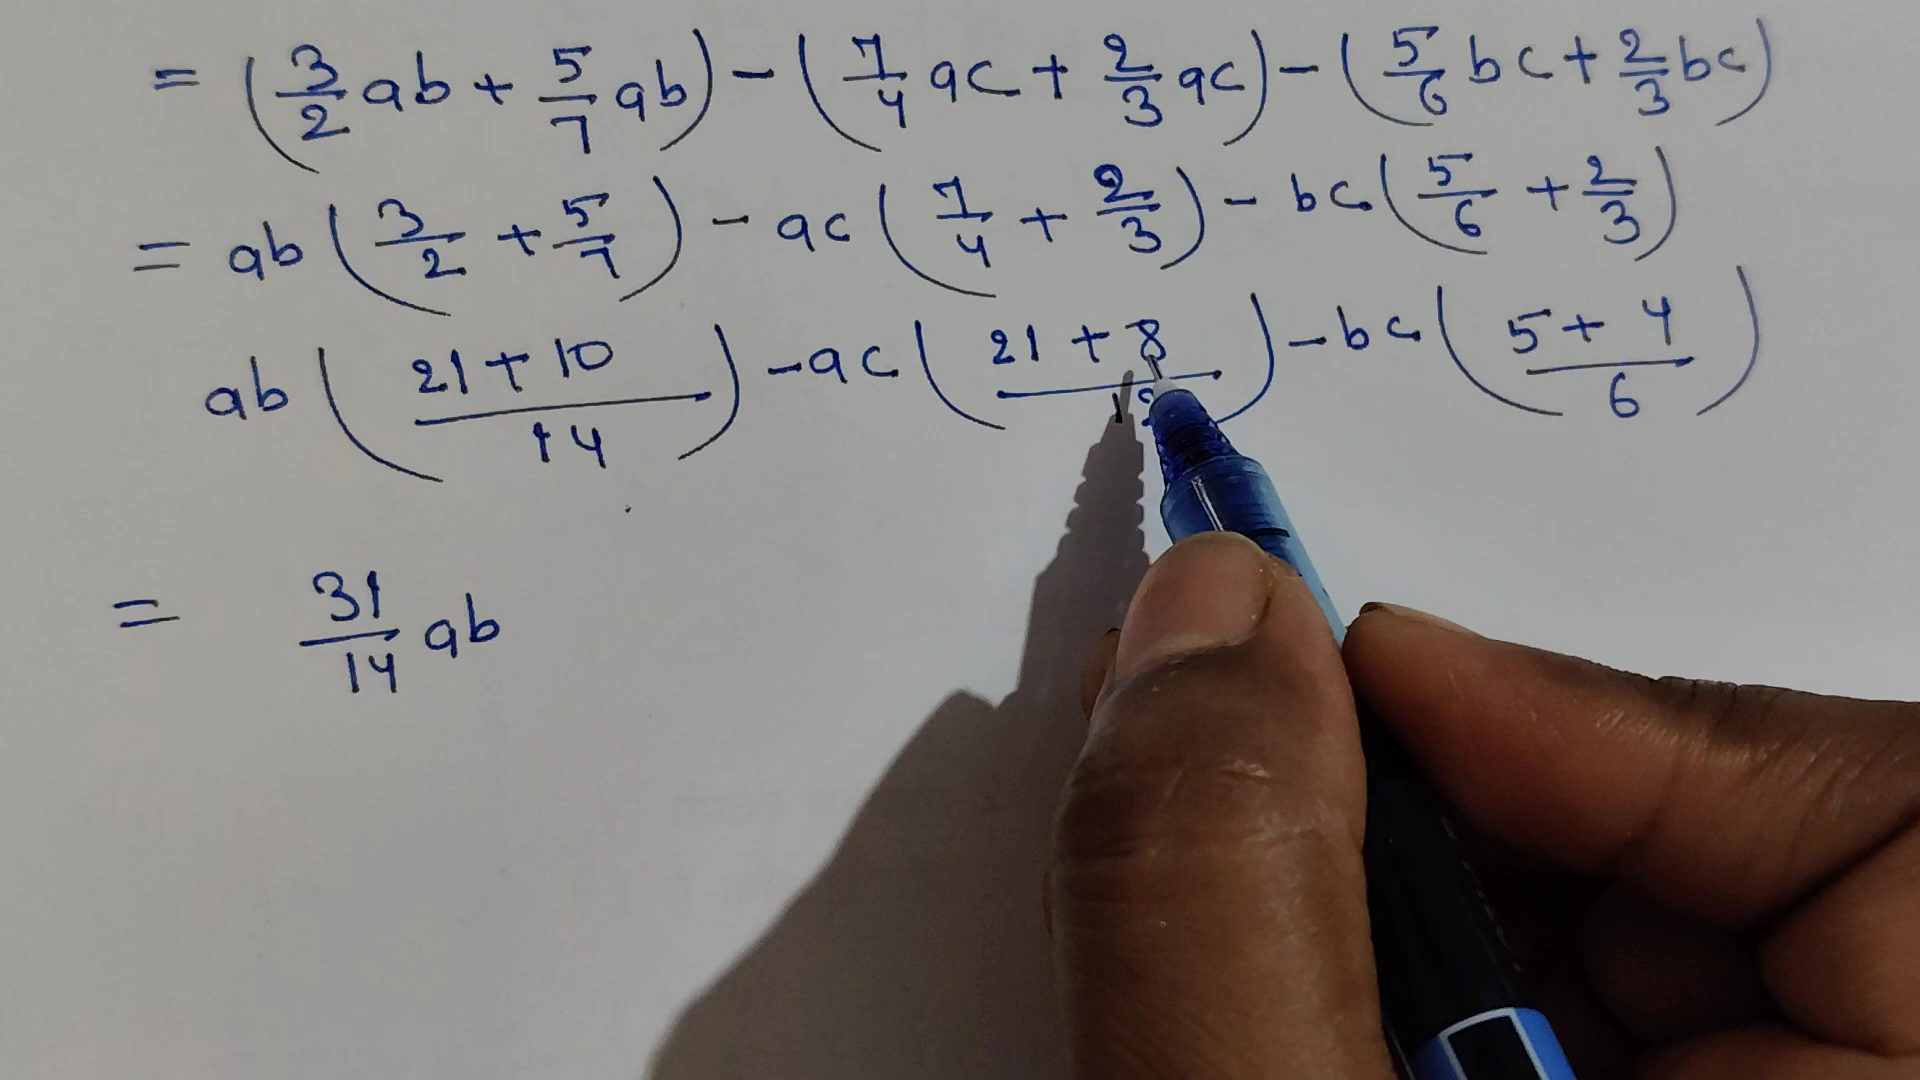 = (3/2 ab + 5/7 ab) - (7/4 ac + 2/3 ac) - (5/6 bc + 2/3 bc)
= ab (3/2 + 5/7) - ac (7/4 + 2/3) - bc (5/6 + 2/3)
ab ((21 + 10)/14) - ac ((21 + 8)/12) - bc ((5 + 4)/6)
= 31/14 ab